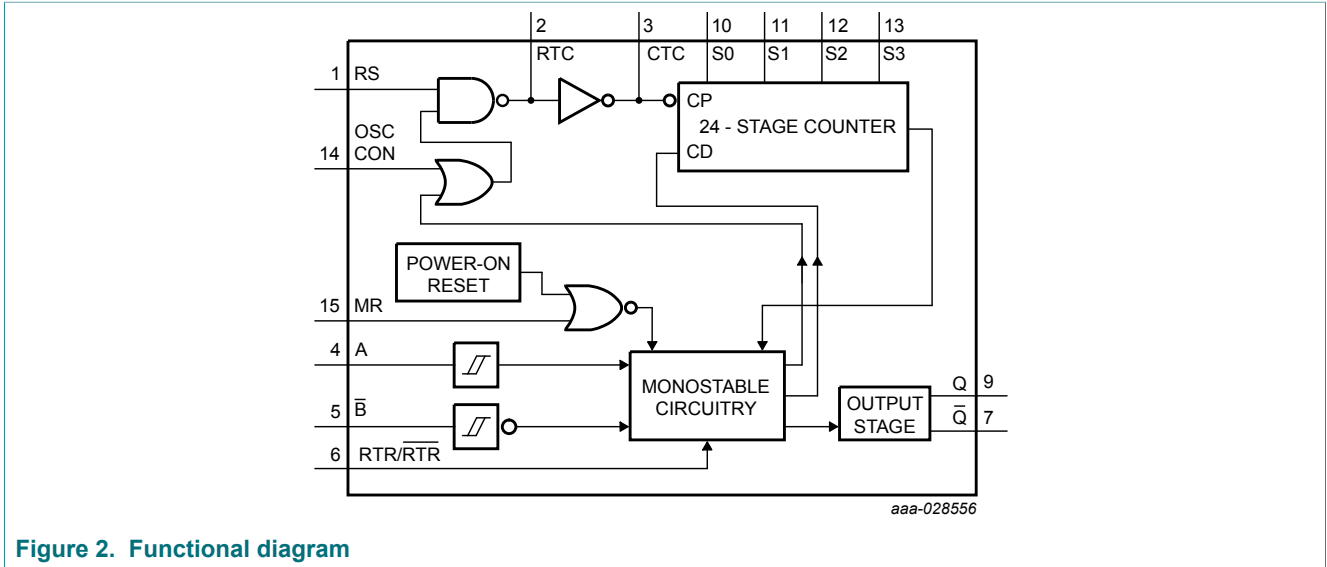 2 3 10 11 12 13
RTC CTC S0 S1 S2 S3
1 RS
CP
24 - STAGE COUNTER
CD
OSC
14 CON
POWER-ON
RESET
15 MR
4 A
MONOSTABLE
CIRCUITRY
5 B̅
6 RTR/R̅T̅R̅
OUTPUT
STAGE
Q 9
Q̅ 7
aaa-028556
Figure 2. Functional diagram